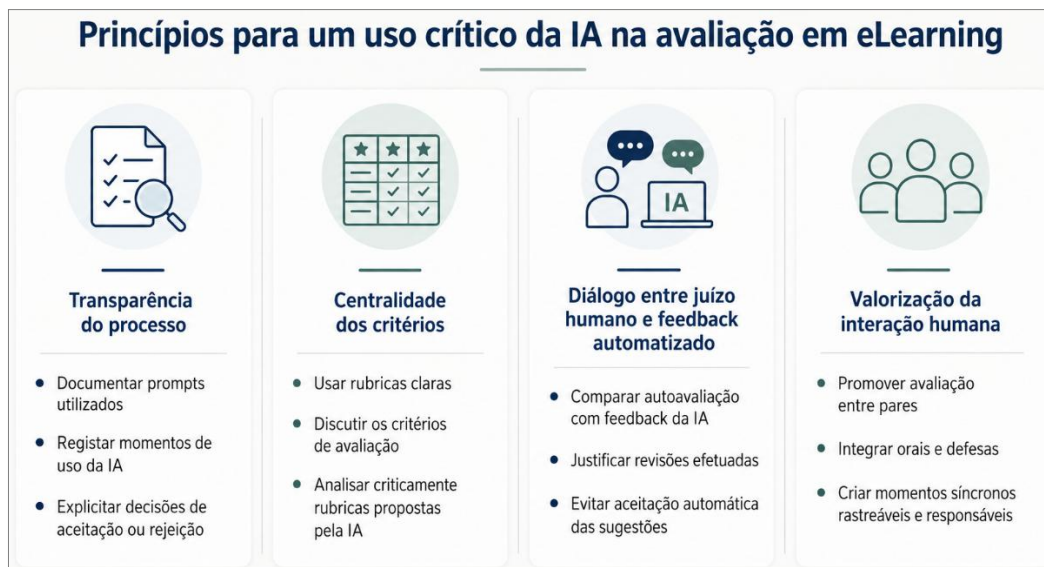 Princípios para um uso crítico da IA na avaliação em eLearning
Transparência
do processo
• Documentar prompts
utilizados
• Registar momentos de
uso da IA
• Explicitar decisões de
aceitação ou rejeição
Centralidade
dos critérios
• Usar rubricas claras
• Discutir os critérios
de avaliação
• Analisar criticamente
rubricas propostas
pela IA
IA
Diálogo entre juízo
humano e feedback
automatizado
• Comparar autoavaliação
com feedback da IA
• Justificar revisões efetuadas
• Evitar aceitação automática
das sugestões
Valorização da
interação humana
• Promover avaliação
entre pares
• Integrar orais e defesas
• Criar momentos síncronos
rastreáveis e responsáveis